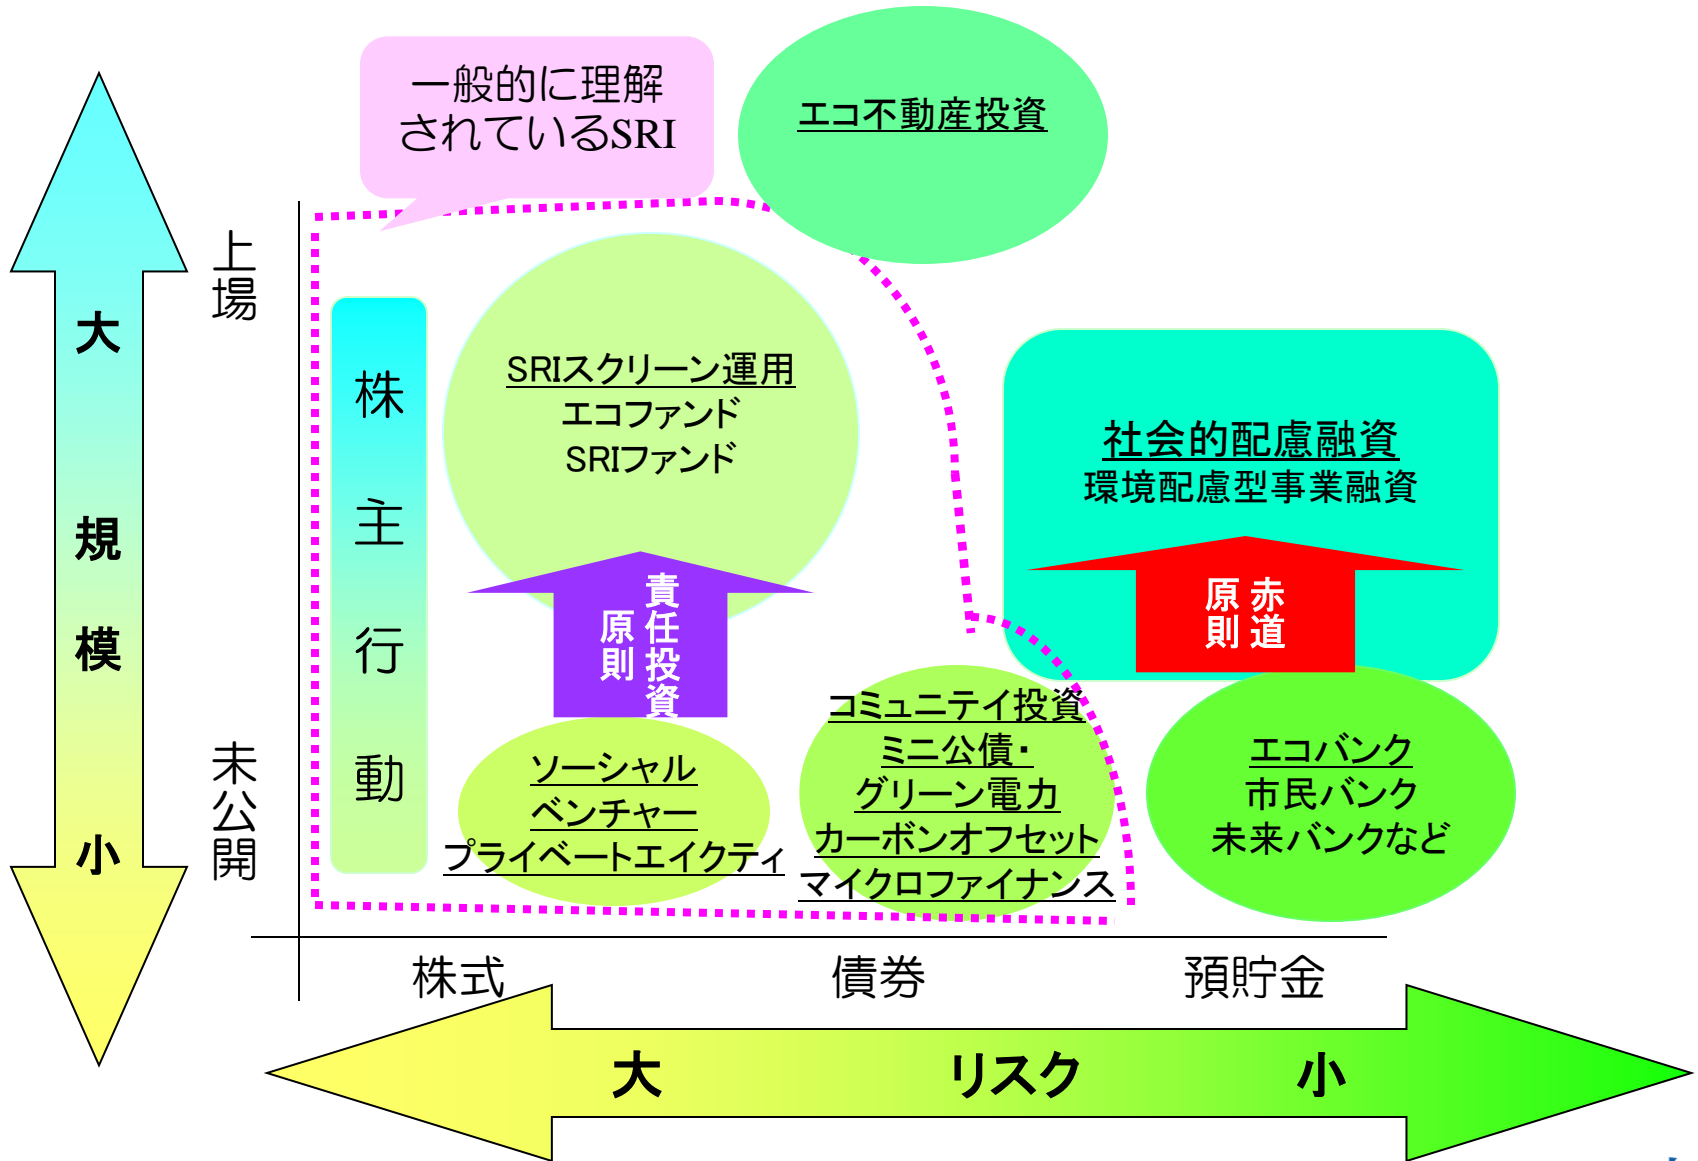 一般的に理解
されているSRI
エコ不動産投資
上場
大
規
模
小
未公開
株主行動
SRIスクリーン運用
エコファンド
SRIファンド
責任投資
原則
社会的配慮融資
環境配慮型事業融資
赤道
原則
ソーシャル
ベンチャー
プライベートエイクティ
コミュニテイ投資
ミニ公債・
グリーン電力
カーボンオフセット
マイクロファイナンス
エコバンク
市民バンク
未来バンクなど
株式
債券
預貯金
大
リスク
小